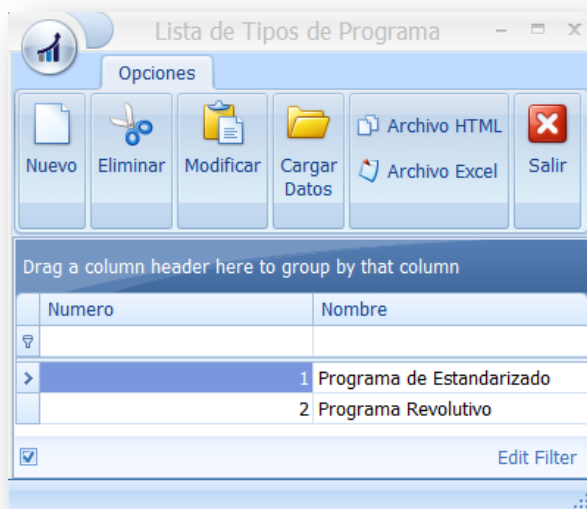 Lista de Tipos de Programa
Opciones
Nuevo
Eliminar
Modificar
Cargar
Datos
Archivo HTML
Archivo Excel
Salir
Drag a column header here to group by that column
Numero Nombre
1 Programa de Estandarizado
2 Programa Revolutivo
Edit Filter